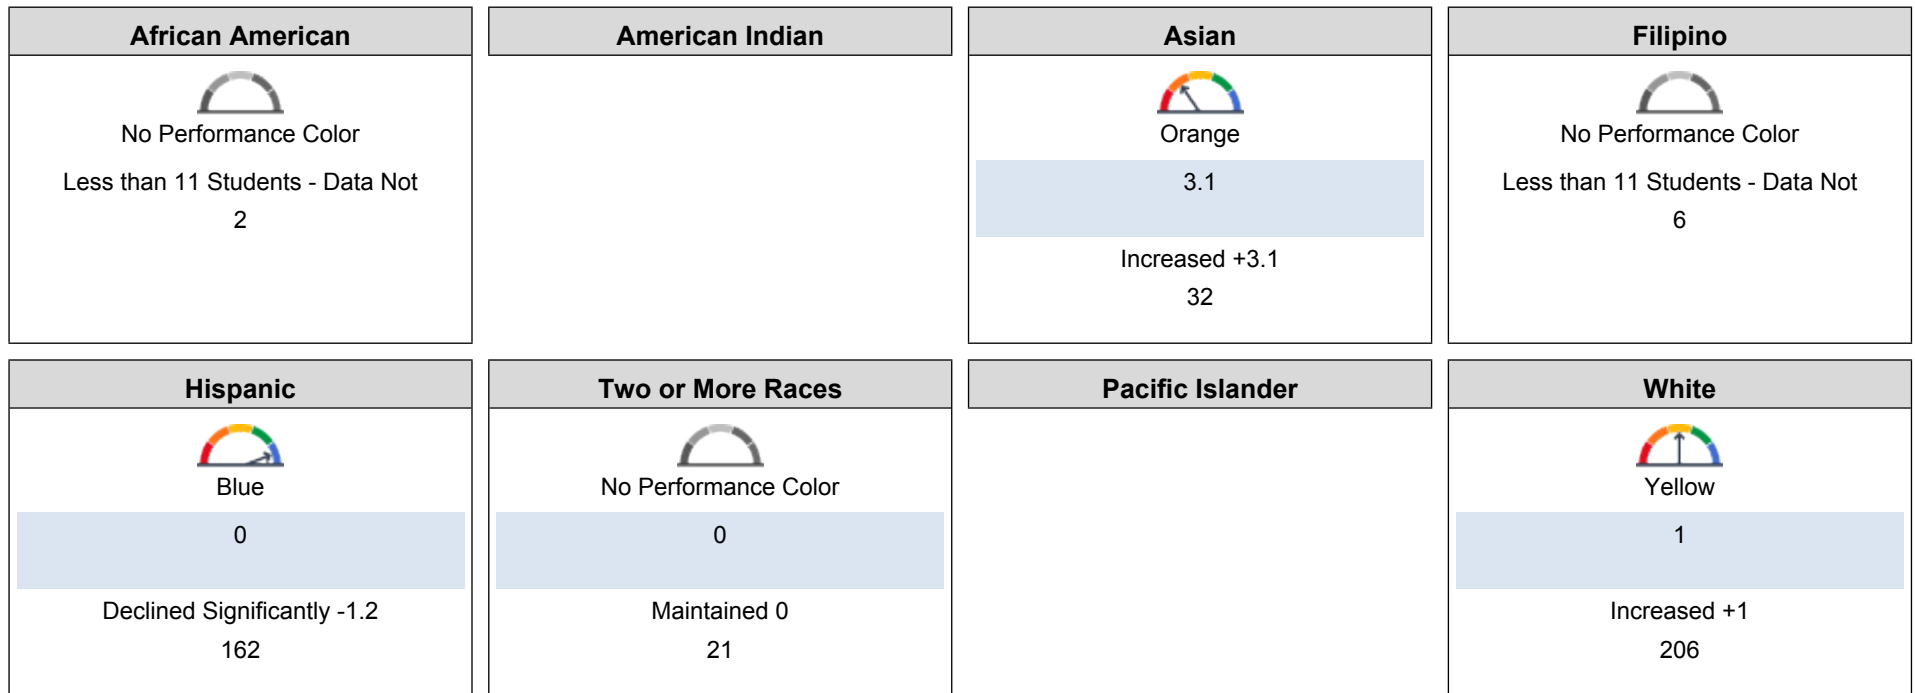 African American
No Performance Color
Less than 11 Students - Data Not
2
American Indian
Asian
Orange
3.1
Increased +3.1
32
Filipino
No Performance Color
Less than 11 Students - Data Not
6
Hispanic
Blue
0
Declined Significantly -1.2
162
Two or More Races
No Performance Color
0
Maintained 0
21
Pacific Islander
White
Yellow
1
Increased +1
206